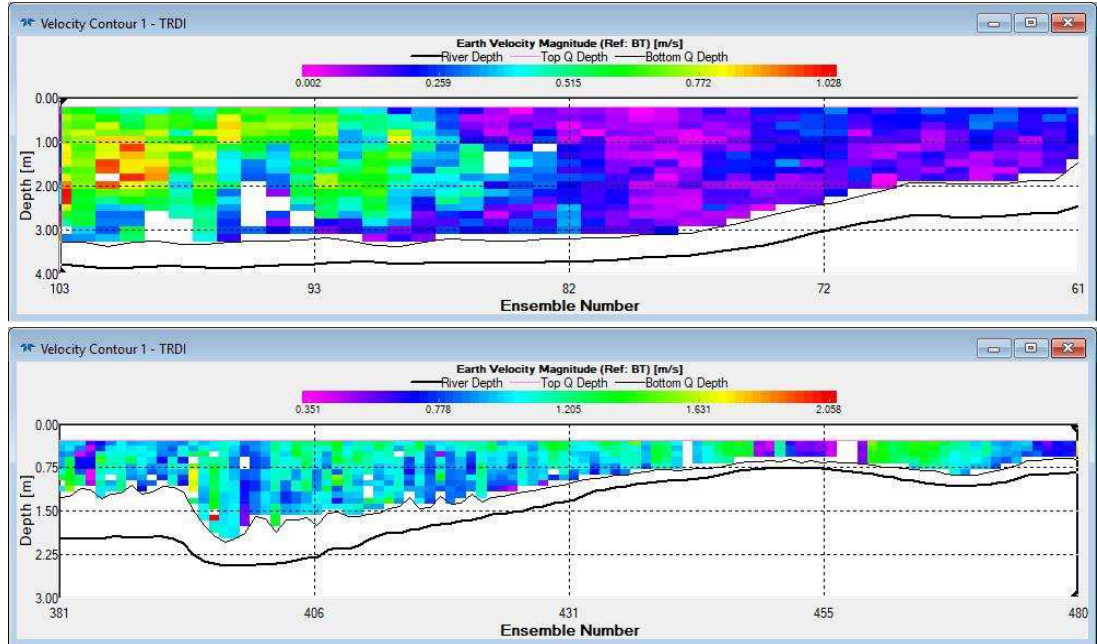 Velocity Contour 1 - TRDI
Earth Velocity Magnitude (Ref: BT) [m/s]
River Depth Top Q Depth Bottom Q Depth
0.002 0.259 0.515 0.772 1.028
0.00
1.00
2.00
3.00
4.00
Depth [m]
103 93 82 72 61
Ensemble Number
Velocity Contour 1 - TRDI
Earth Velocity Magnitude (Ref: BT) [m/s]
River Depth Top Q Depth Bottom Q Depth
0.351 0.778 1.205 1.631 2.058
0.00
0.75
1.50
2.25
3.00
Depth [m]
381 406 431 455 480
Ensemble Number